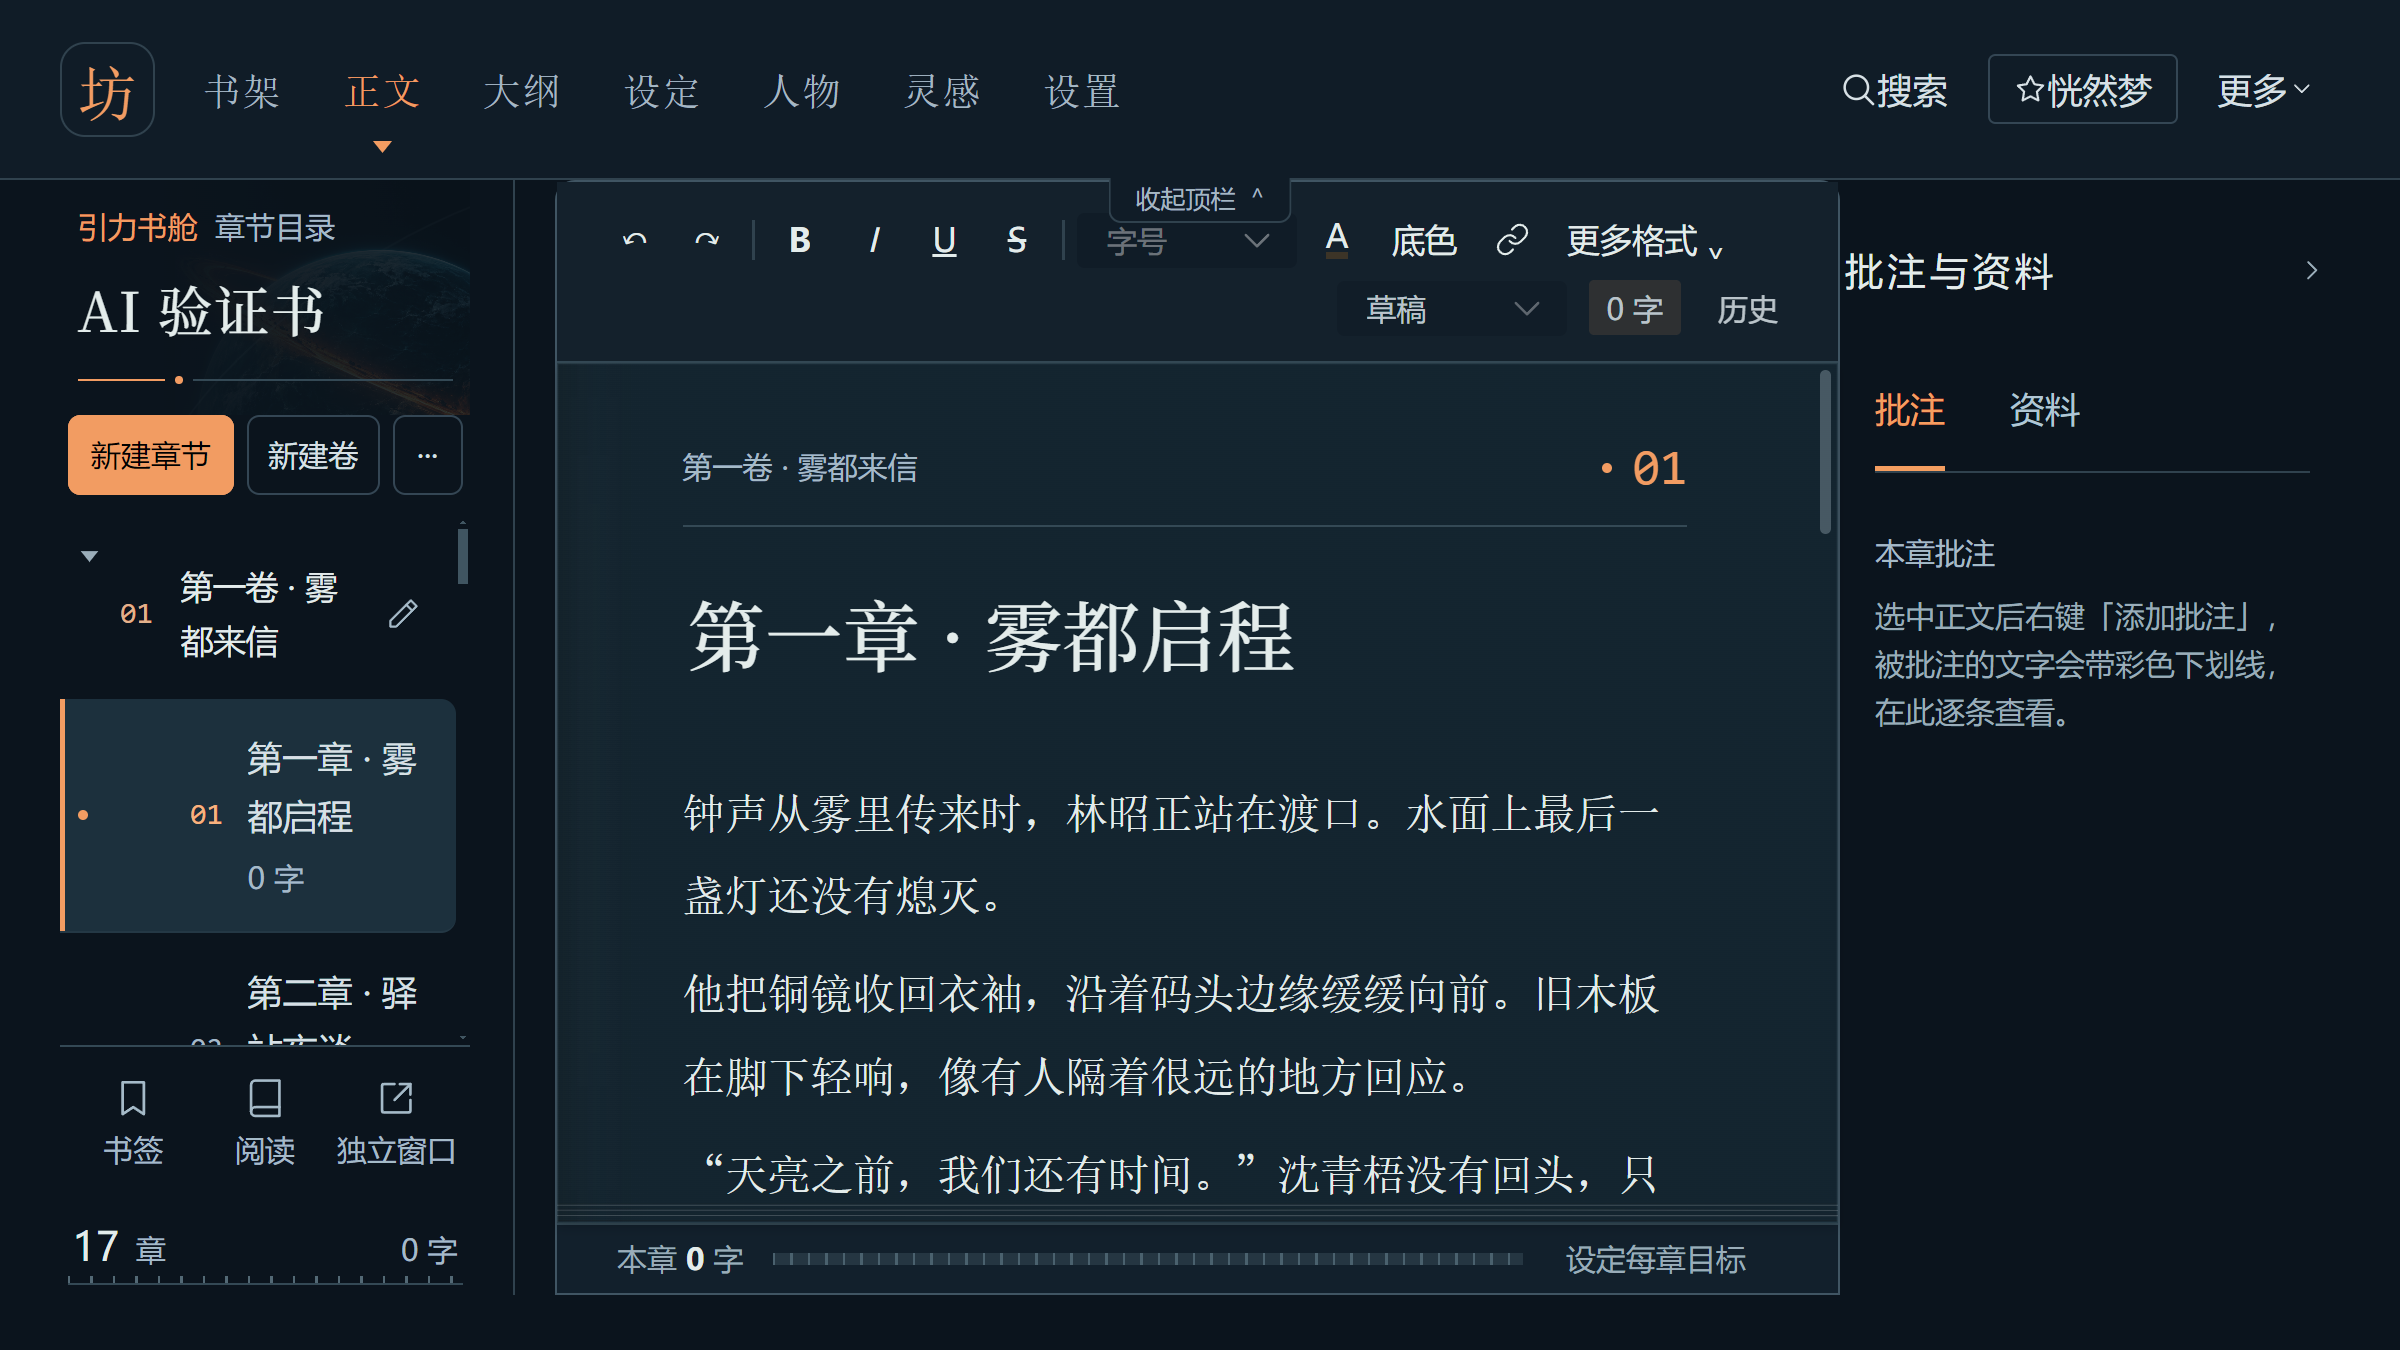 坊
书架
正文
大纲
设定
人物
灵感
设置
搜索
恍然梦
更多
引力书舱 章节目录
AI 验证书
新建章节
新建卷
...
01
第一卷 · 雾
都来信
01
第一章 · 雾
都启程
0 字
第二章 · 驿
书签
阅读
独立窗口
17 章
0 字
收起顶栏 ^
B
I
U
S
字号
A
底色
更多格式
草稿
0 字
历史
第一卷 · 雾都来信
01
第一章 · 雾都启程
钟声从雾里传来时，林昭正站在渡口。水面上最后一
盏灯还没有熄灭。
他把铜镜收回衣袖，沿着码头边缘缓缓向前。旧木板
在脚下轻响，像有人隔着很远的地方回应。
“天亮之前，我们还有时间。”沈青梧没有回头，只
本章 0 字
设定每章目标
批注与资料
批注
资料
本章批注
选中正文后右键「添加批注」，
被批注的文字会带彩色下划线，
在此逐条查看。